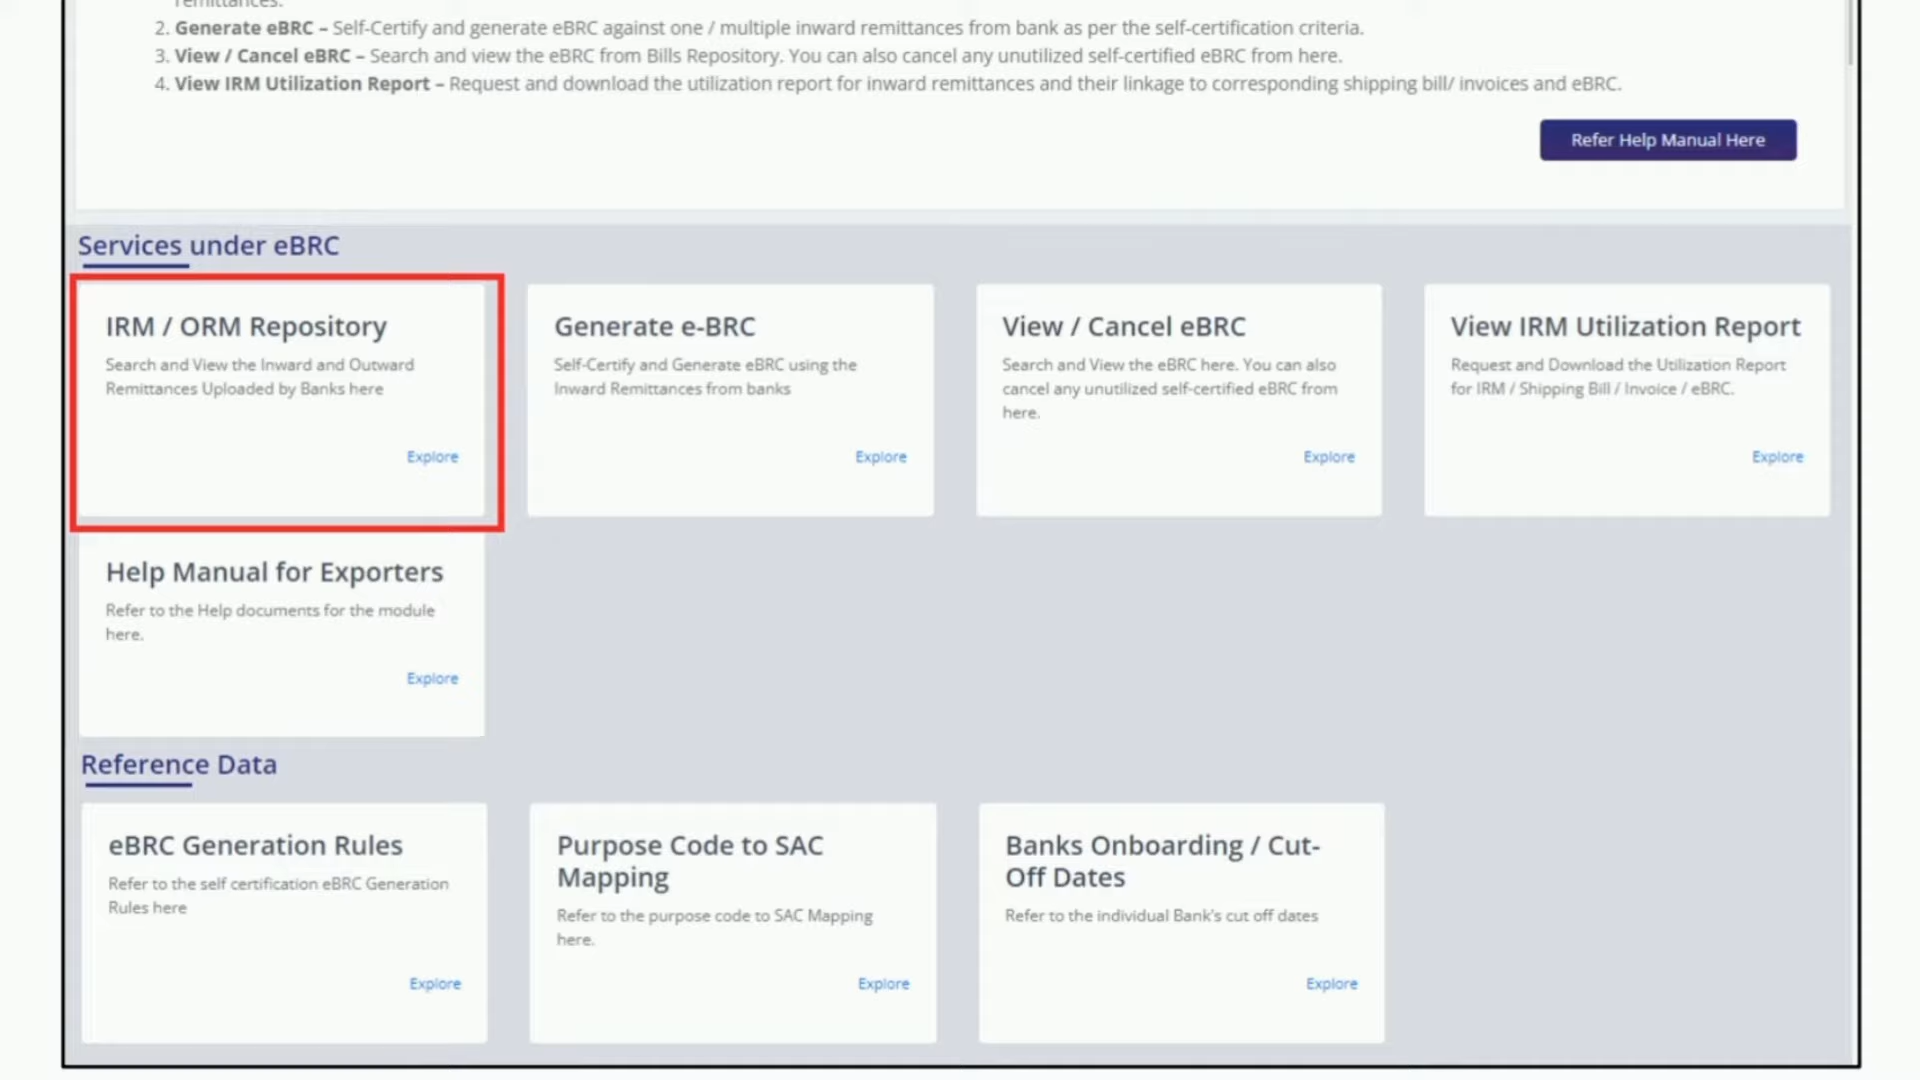 remittances.
2. Generate eBRC – Self-Certify and generate eBRC against one / multiple inward remittances from bank as per the self-certification criteria.
3. View / Cancel eBRC – Search and view the eBRC from Bills Repository. You can also cancel any unutilized self-certified eBRC from here.
4. View IRM Utilization Report – Request and download the utilization report for inward remittances and their linkage to corresponding shipping bill/ invoices and eBRC.
Refer Help Manual Here
Services under eBRC
IRM / ORM Repository
Search and View the Inward and Outward
Remittances Uploaded by Banks here
Explore
Generate e-BRC
Self-Certify and Generate eBRC using the
Inward Remittances from banks
Explore
View / Cancel eBRC
Search and View the eBRC here. You can also
cancel any unutilized self-certified eBRC from
here.
Explore
View IRM Utilization Report
Request and Download the Utilization Report
for IRM / Shipping Bill / Invoice / eBRC.
Explore
Help Manual for Exporters
Refer to the Help documents for the module
here.
Explore
Reference Data
eBRC Generation Rules
Refer to the self certification eBRC Generation
Rules here
Explore
Purpose Code to SAC
Mapping
Refer to the purpose code to SAC Mapping
here.
Explore
Banks Onboarding / Cut-
Off Dates
Refer to the individual Bank's cut off dates
Explore